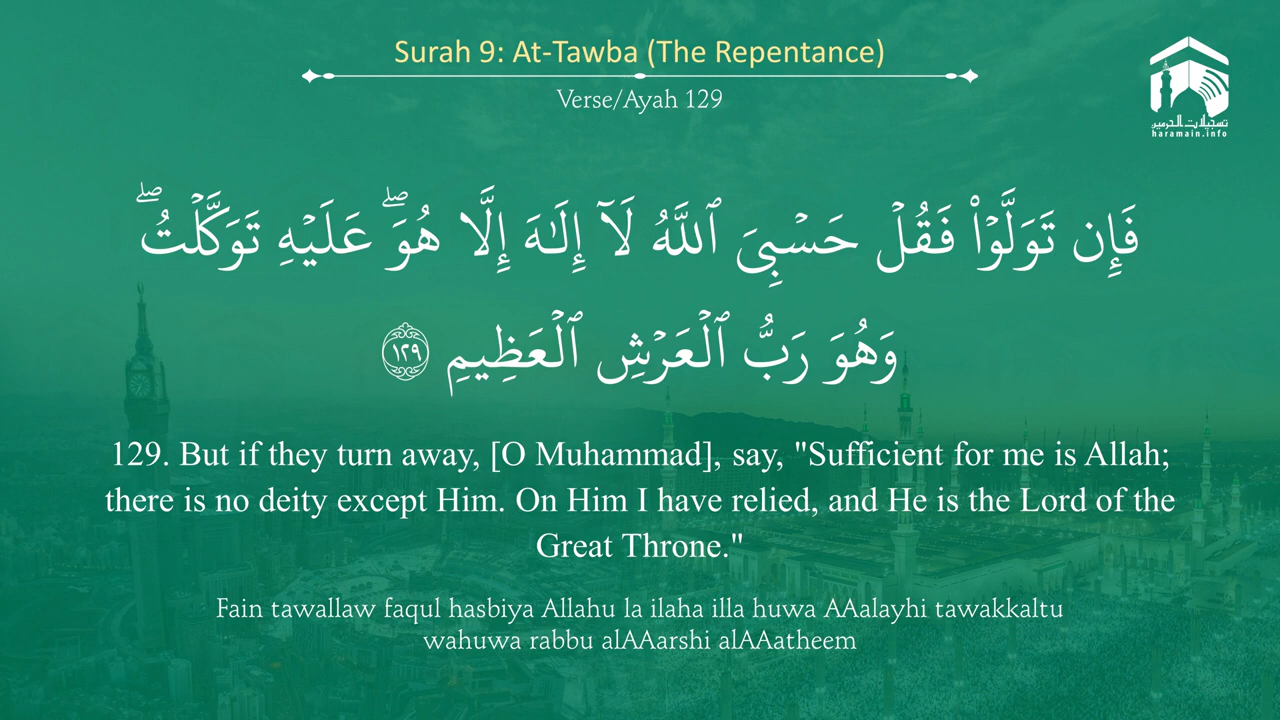 Surah 9: At-Tawba (The Repentance)
Verse/Ayah 129
تسجيلات الحرمين
haramain.info
فَإِن تَوَلَّوۡاْ فَقُلۡ حَسۡبِيَ ٱللَّهُ لَآ إِلَٰهَ إِلَّا هُوَۖ عَلَيۡهِ تَوَكَّلۡتُۖ
وَهُوَ رَبُّ ٱلۡعَرۡشِ ٱلۡعَظِيمِ ١٢٩
129. But if they turn away, [O Muhammad], say, "Sufficient for me is Allah;
there is no deity except Him. On Him I have relied, and He is the Lord of the
Great Throne."
Fain tawallaw faqul hasbiya Allahu la ilaha illa huwa AAalayhi tawakkaltu
wahuwa rabbu alAAarshi alAAatheem